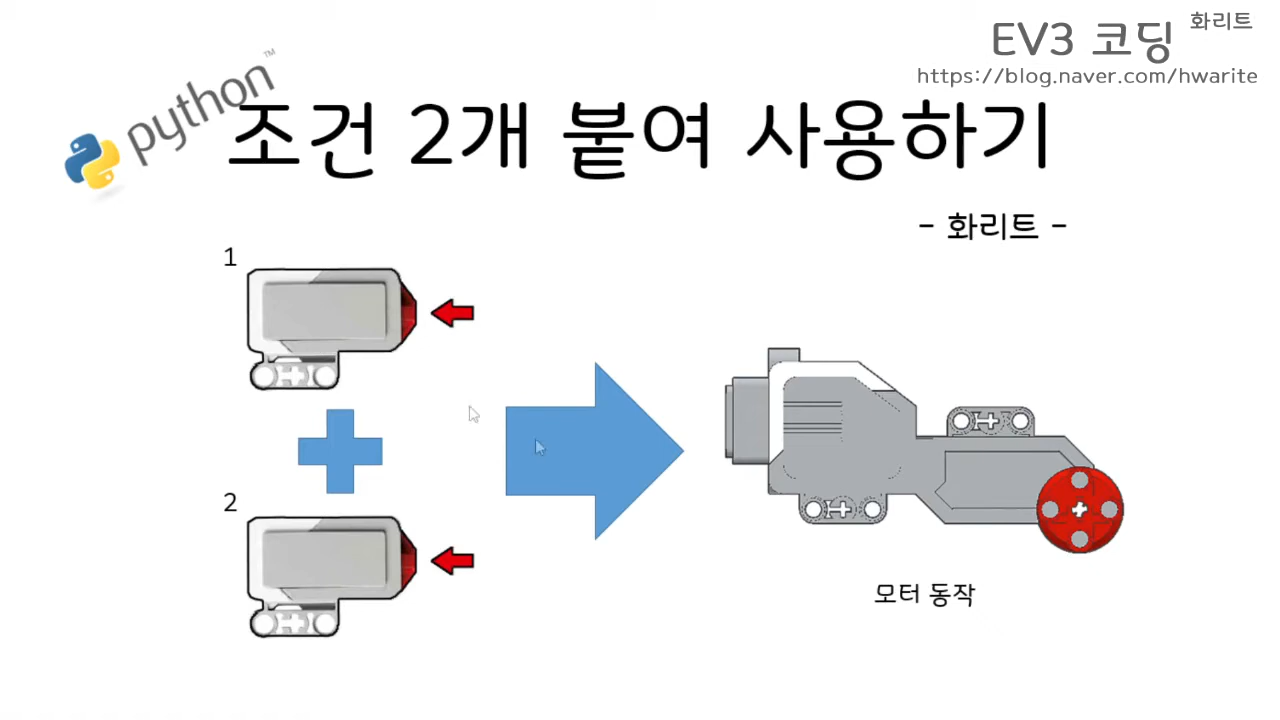 EV3 코딩 화리트
https://blog.naver.com/hwarite
python™
조건 2개 붙여 사용하기
- 화리트 -
1
2
모터 동작